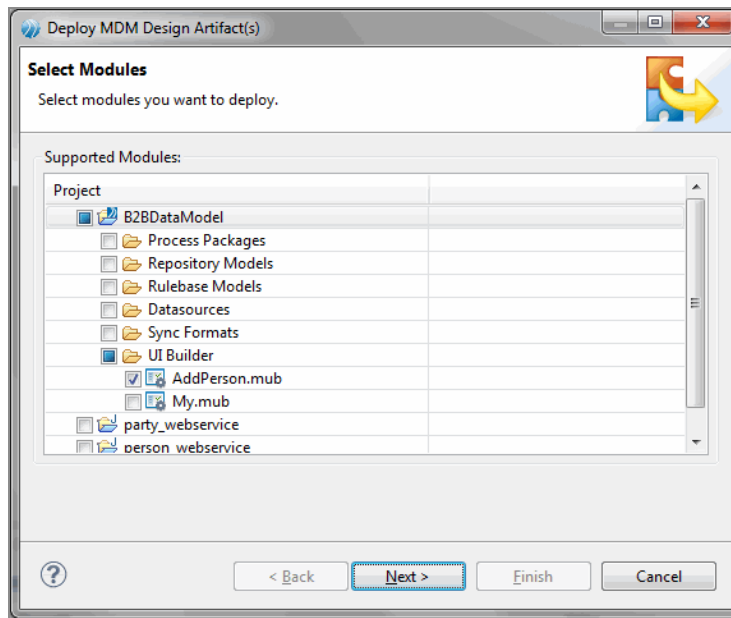 Deploy MDM Design Artifact(s)
Select Modules
Select modules you want to deploy.
Supported Modules:
Project
B2BDataModel
Process Packages
Repository Models
Rulebase Models
Datasources
Sync Formats
UI Builder
AddPerson.mub
My.mub
party_webservice
person_webservice
?
< Back
Next >
Finish
Cancel